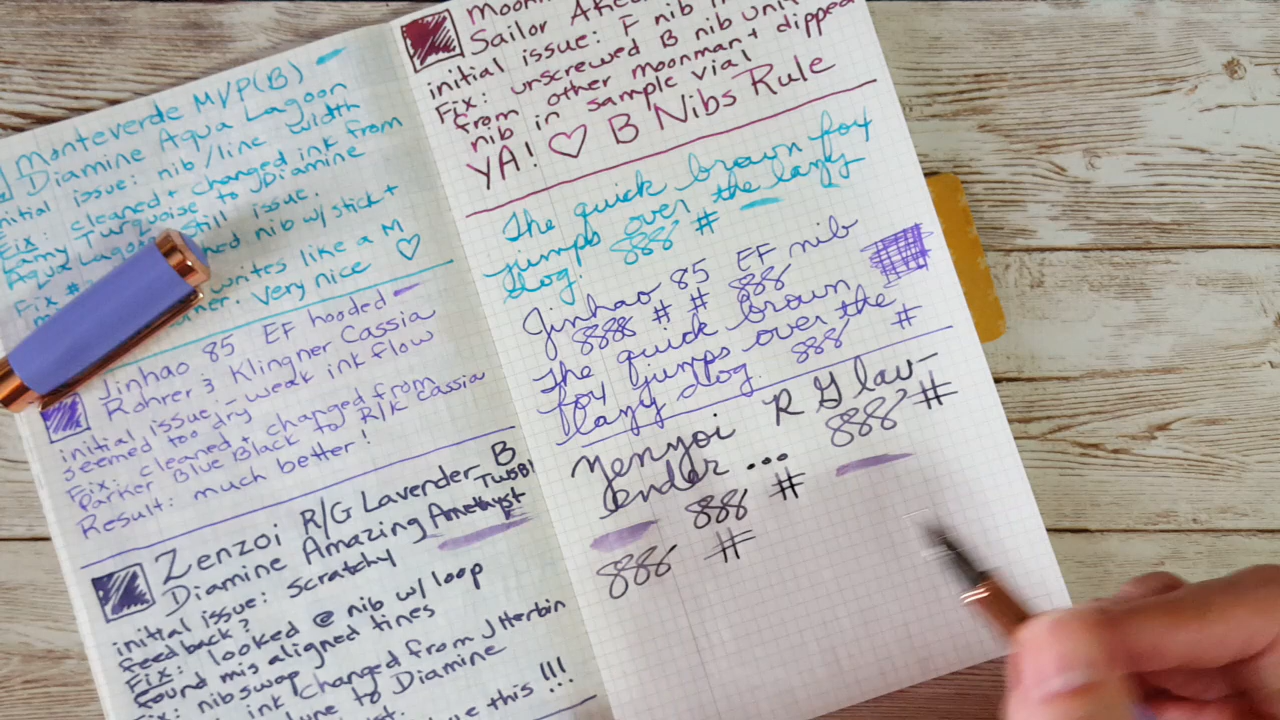 Monteverde MVP(B)
Diamine Aqua Lagoon
initial issue: nib/line width
Fix: cleaned + changed ink from
Lamy Turquoise to Diamine
Aqua Lagoon still issue.
Fix nib w/ stick +
writes like a M
Very nice ♡
Jinhao 85 EF hooded
Rohrer & Klingner Cassia
initial issue: weak ink flow
seemed too dry
Fix: cleaned + changed from
Parker Blue Black to R/K Cassia
Result: much better!
Zenzoi R/G Lavender B
Diamine Amazing Amethyst TWSBI
initial issue: Scratchy
feedback?
Fix: looked @ nib w/ loop
found misaligned tines
Fix: nib swap
ink changed from J Herbin
to Diamine
this!!!
Sailor
initial issue: F nib
Fix: unscrewed B nib unit
from other moonman + dipped
nib in sample vial
YA! ♡ B Nibs Rule
The quick brown fox
jumps over the lazy
dog. 888 #
Jinhao 85 EF nib
8888 # # 888
The quick brown
fox jumps over the
lazy dog. 888 #
Zenzoi R G lav-
ender ... 888 #
888 #
888 #